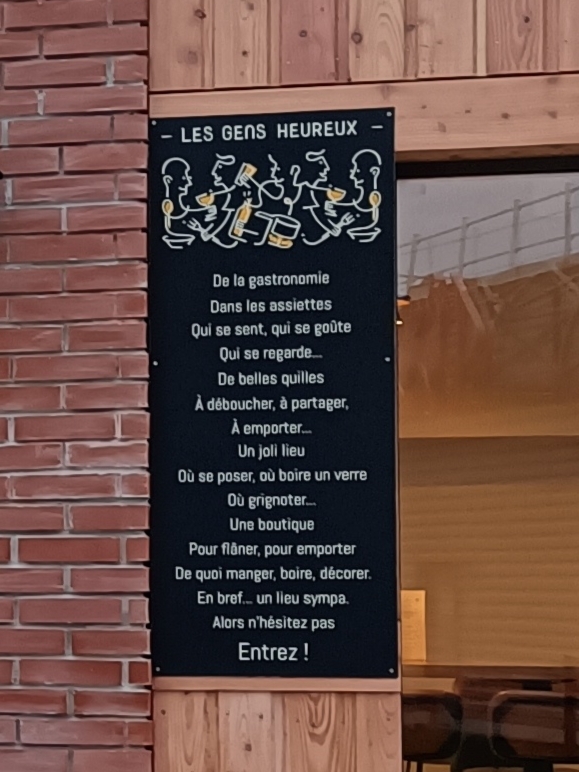 – LES GENS HEUREUX –
De la gastronomie
Dans les assiettes
Qui se sent, qui se goûte
Qui se regarde...
De belles quilles
À déboucher, à partager,
À emporter...
Un joli lieu
Où se poser, où boire un verre
Où grignoter...
Une boutique
Pour flâner, pour emporter
De quoi manger, boire, décorer.
En bref... un lieu sympa.
Alors n'hésitez pas
Entrez !